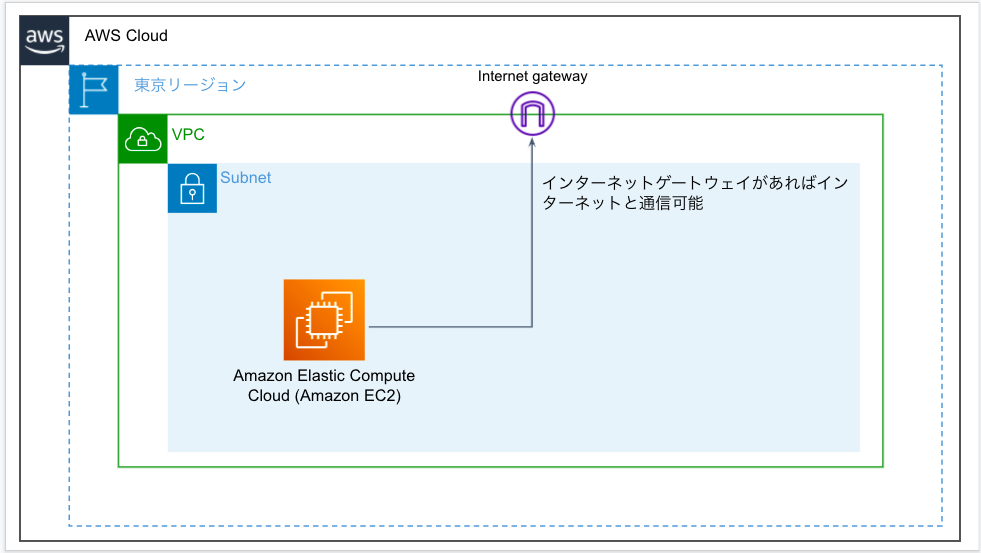 aws
AWS Cloud
東京リージョン
Internet gateway
VPC
Subnet
インターネットゲートウェイがあればイン
ターネットと通信可能
Amazon Elastic Compute
Cloud (Amazon EC2)